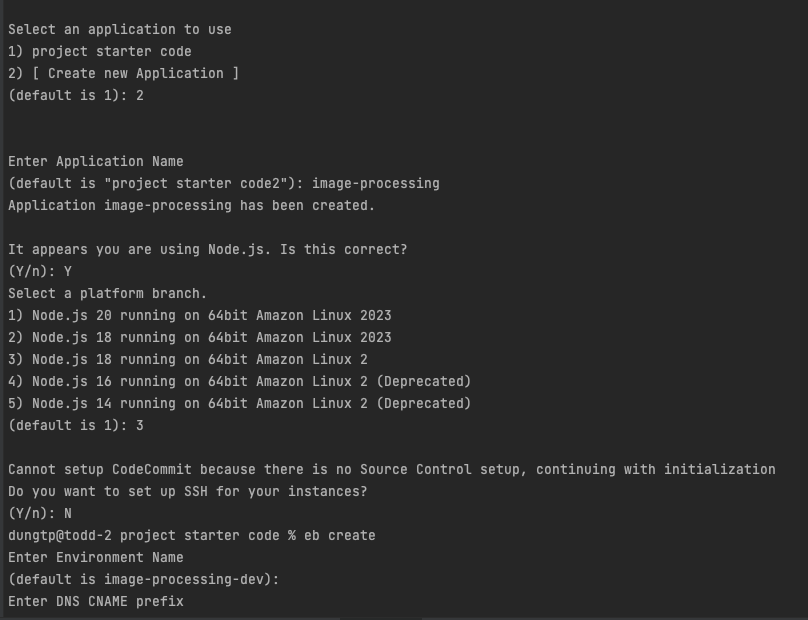 Select an application to use
1) project starter code
2) [ Create new Application ]
(default is 1): 2
Enter Application Name
(default is "project starter code2"): image-processing
Application image-processing has been created.
It appears you are using Node.js. Is this correct?
(Y/n): Y
Select a platform branch.
1) Node.js 20 running on 64bit Amazon Linux 2023
2) Node.js 18 running on 64bit Amazon Linux 2023
3) Node.js 18 running on 64bit Amazon Linux 2
4) Node.js 16 running on 64bit Amazon Linux 2 (Deprecated)
5) Node.js 14 running on 64bit Amazon Linux 2 (Deprecated)
(default is 1): 3
Cannot setup CodeCommit because there is no Source Control setup, continuing with initialization
Do you want to set up SSH for your instances?
(Y/n): N
dungtp@todd-2 project starter code % eb create
Enter Environment Name
(default is image-processing-dev):
Enter DNS CNAME prefix